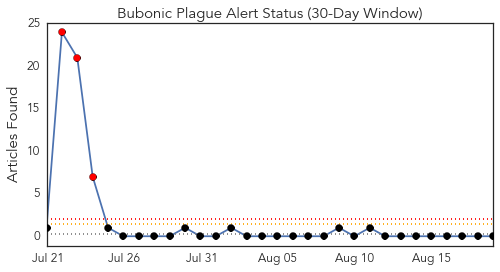 Bubonic Plague Alert Status (30-Day Window)
Articles Found
25
20
15
10
5
0
Jul 21
Jul 26
Jul 31
Aug 05
Aug 10
Aug 15